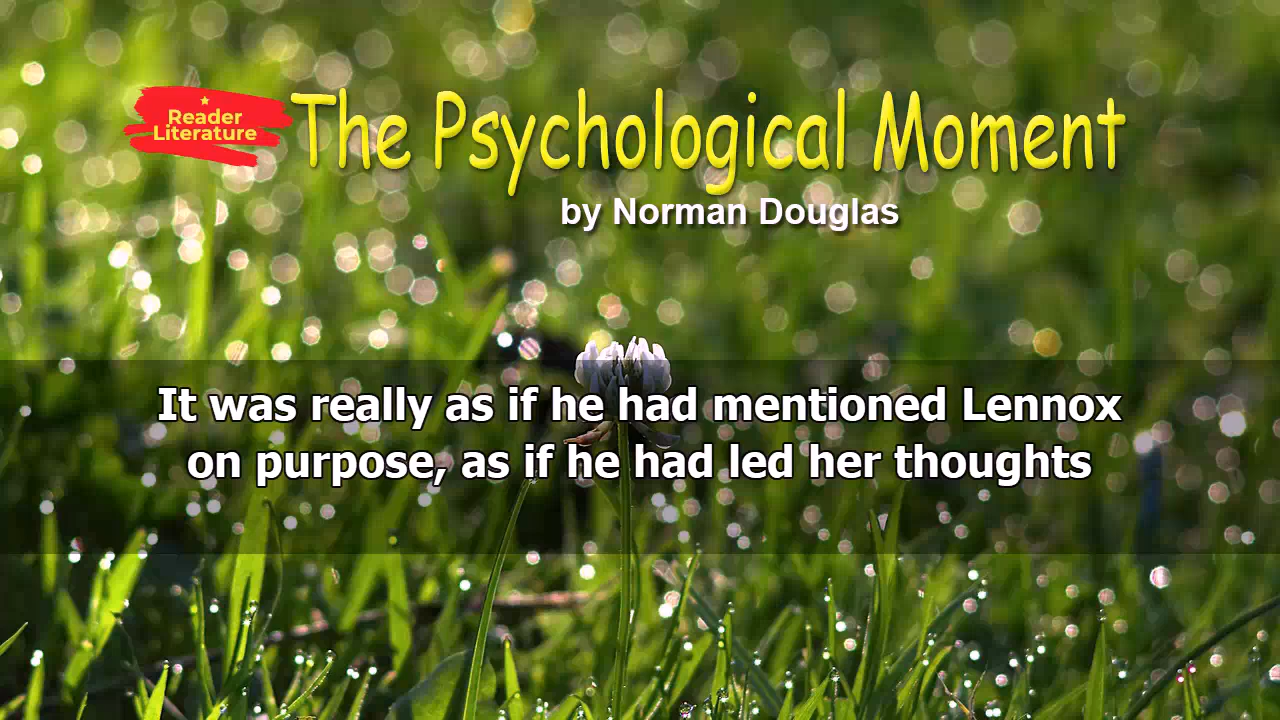 Reader
Literature
The Psychological Moment
by Norman Douglas
It was really as if he had mentioned Lennox
on purpose, as if he had led her thoughts